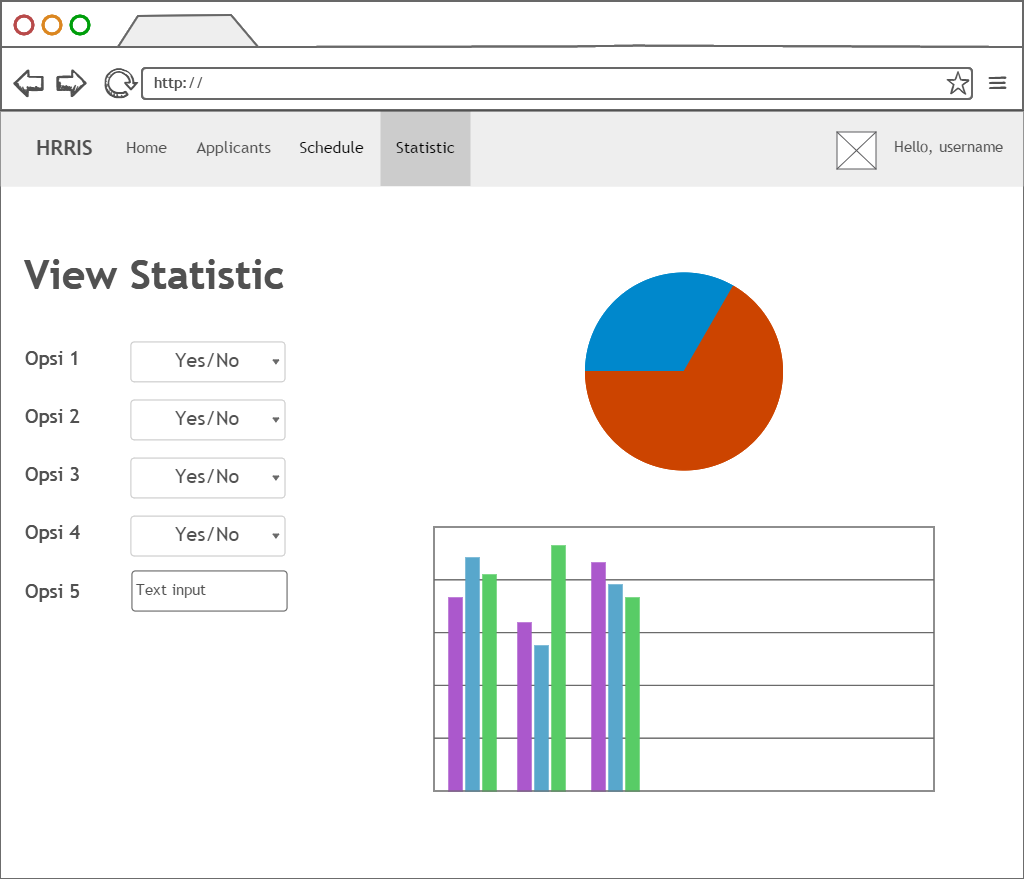 http://
HRRIS Home Applicants Schedule Statistic Hello, username
View Statistic
Opsi 1 Yes/No
Opsi 2 Yes/No
Opsi 3 Yes/No
Opsi 4 Yes/No
Opsi 5 Text input